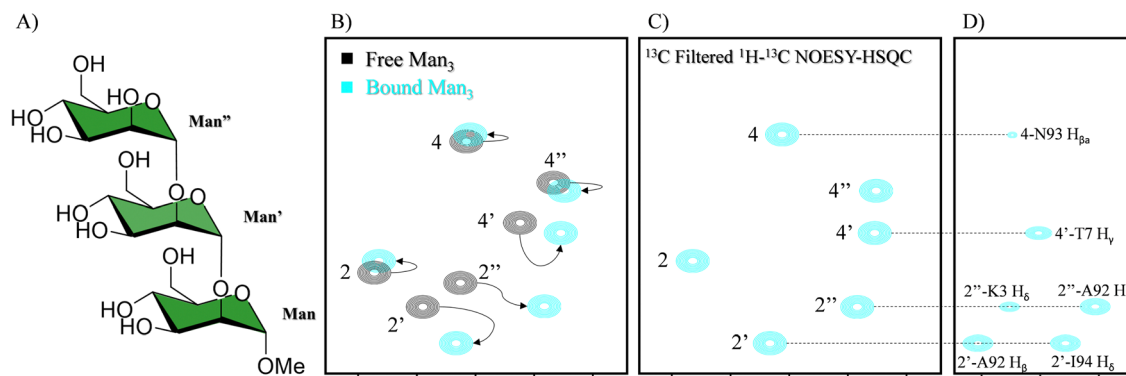 A)
OH
OH
O
HO
HO
Man”
OH
O
O
HO
HO
Man’
OH
O
O
HO
HO
Man
OMe
B)
Free Man3
Bound Man3
4
4”
4’
2
2”
2’
C)
13C Filtered 1H-13C NOESY-HSQC
4
4”
4’
2
2”
2’
D)
4-N93 Hβa
4’-T7 Hγ
2”-K3 Hδ
2”-A92 H
2’-A92 Hβ
2’-I94 Hδ